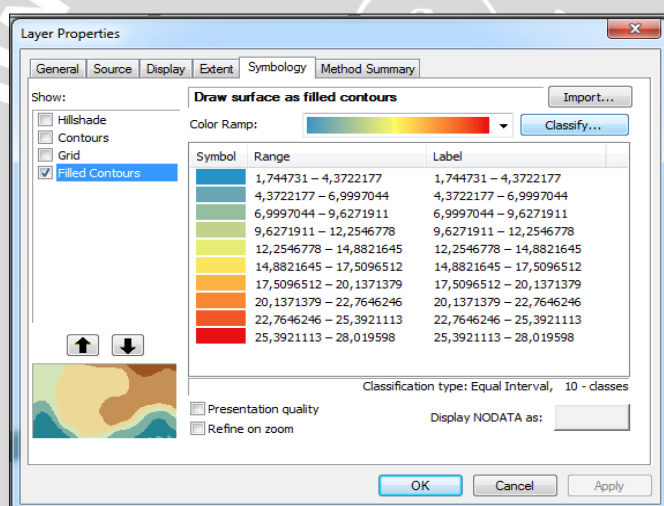 Layer Properties
General Source Display Extent Symbology Method Summary
Show:
Hillshade
Contours
Grid
Filled Contours
Draw surface as filled contours
Import...
Color Ramp:
Classify...
Symbol Range Label
1,744731 – 4,3722177 1,744731 – 4,3722177
4,3722177 – 6,9997044 4,3722177 – 6,9997044
6,9997044 – 9,6271911 6,9997044 – 9,6271911
9,6271911 – 12,2546778 9,6271911 – 12,2546778
12,2546778 – 14,8821645 12,2546778 – 14,8821645
14,8821645 – 17,5096512 14,8821645 – 17,5096512
17,5096512 – 20,1371379 17,5096512 – 20,1371379
20,1371379 – 22,7646246 20,1371379 – 22,7646246
22,7646246 – 25,3921113 22,7646246 – 25,3921113
25,3921113 – 28,019598 25,3921113 – 28,019598
Classification type: Equal Interval, 10 - classes
Presentation quality
Refine on zoom
Display NODATA as:
OK Cancel Apply